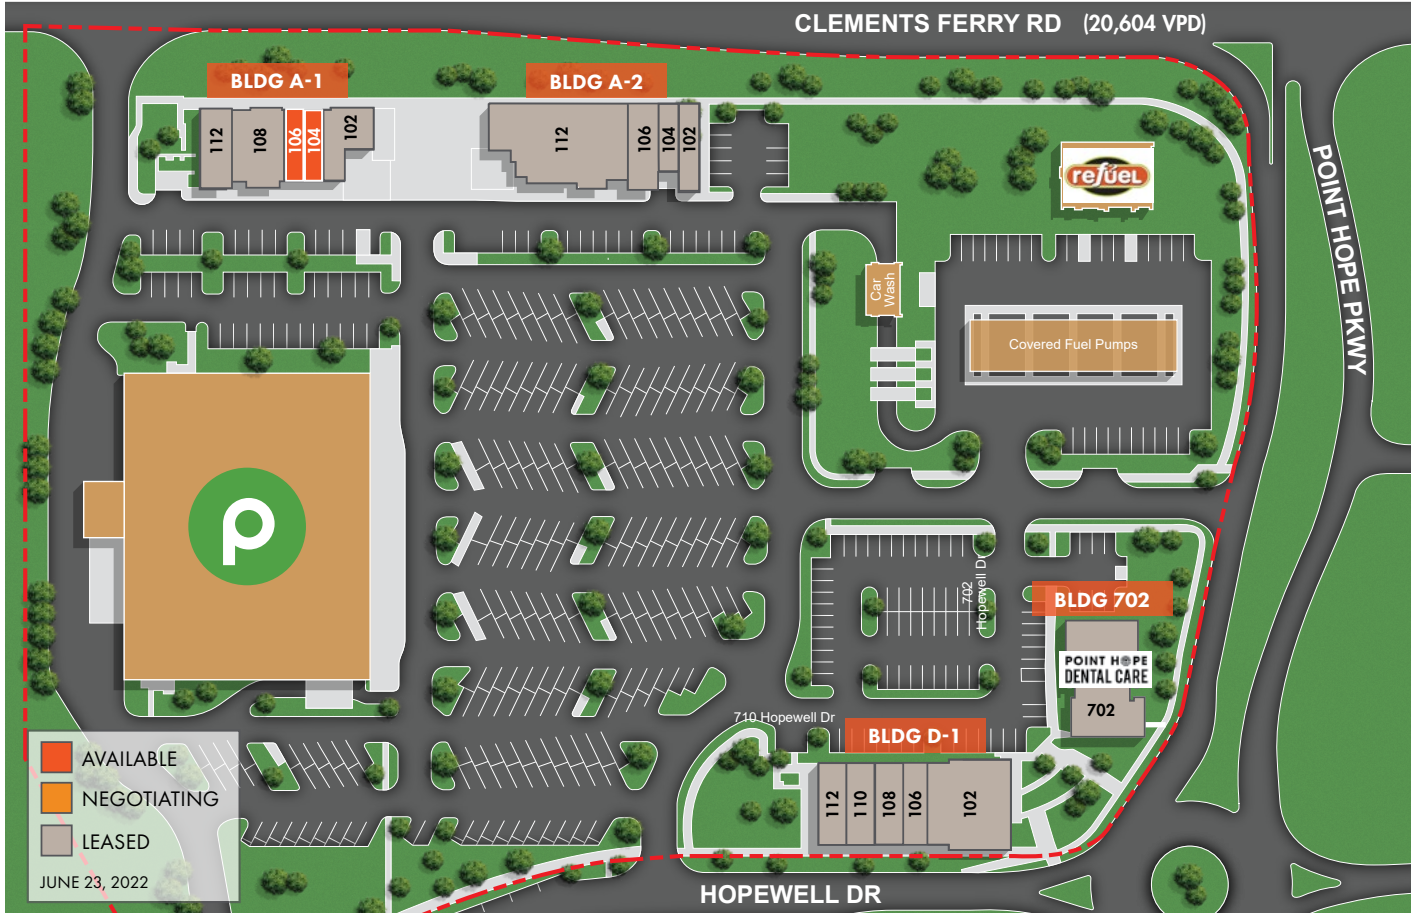 CLEMENTS FERRY RD (20,604 VPD)
BLDG A-1
BLDG A-2
112
108
106
104
102
112
106
104
102
refuel
POINT HOPE PKWY
Car
Wash
Covered Fuel Pumps
p
702
Hopewell Dr
BLDG 702
POINT HOPE
DENTAL CARE
702
710 Hopewell Dr
BLDG D-1
112
110
108
106
102
AVAILABLE
NEGOTIATING
LEASED
JUNE 23, 2022
HOPEWELL DR